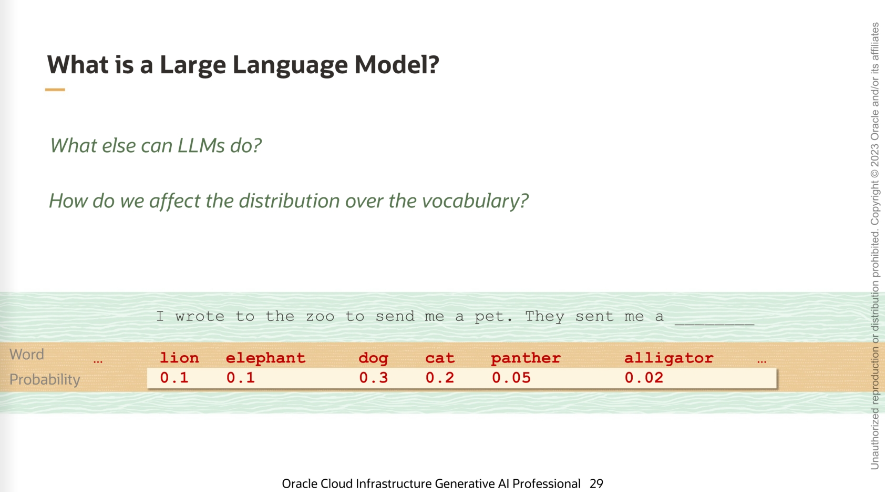 What is a Large Language Model?
What else can LLMs do?
How do we affect the distribution over the vocabulary?
I wrote to the zoo to send me a pet. They sent me a ________
Word … lion elephant dog cat panther alligator …
Probability 0.1 0.1 0.3 0.2 0.05 0.02
Oracle Cloud Infrastructure Generative AI Professional 29
Unauthorized reproduction or distribution prohibited. Copyright © 2023 Oracle and/or its affiliates